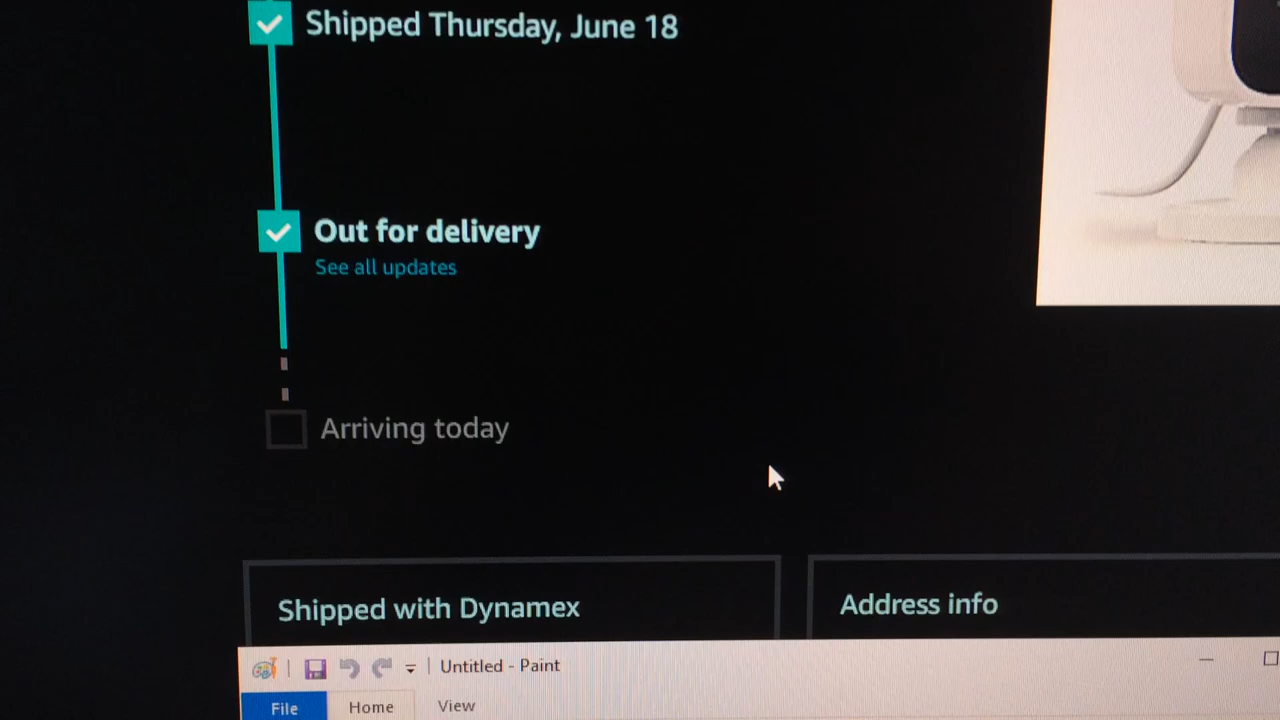 Shipped Thursday, June 18
Out for delivery
See all updates
Arriving today
Shipped with Dynamex
Address info
Untitled - Paint
File
Home
View